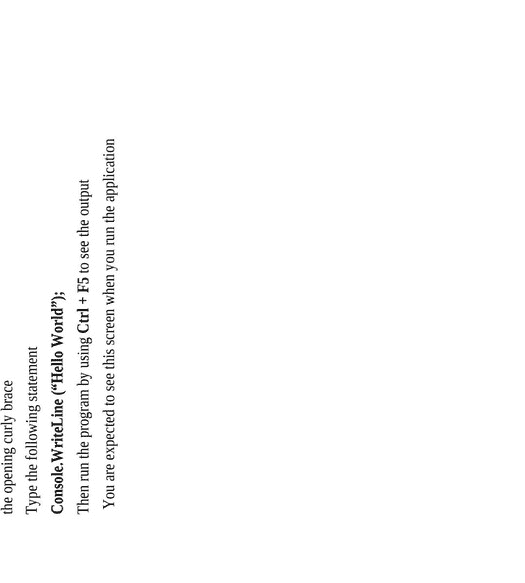 the opening curly brace
Type the following statement
Console.WriteLine (“Hello World”);
Then run the program by using Ctrl + F5 to see the output
You are expected to see this screen when you run the application